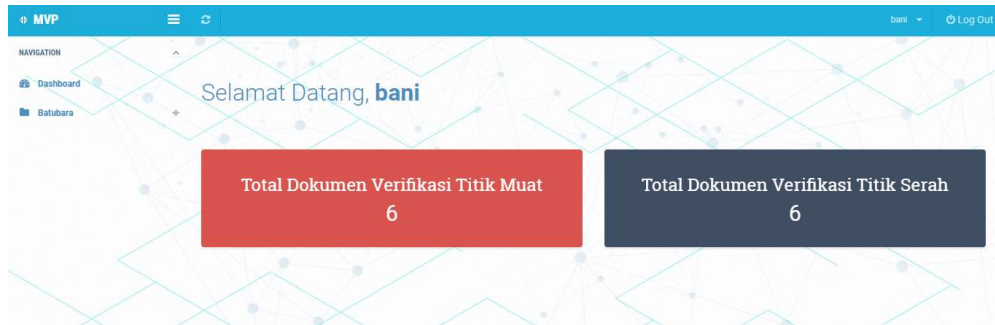 MVP
bani
Log Out
NAVIGATION
Dashboard
Batubara
Selamat Datang, bani
Total Dokumen Verifikasi Titik Muat
6
Total Dokumen Verifikasi Titik Serah
6